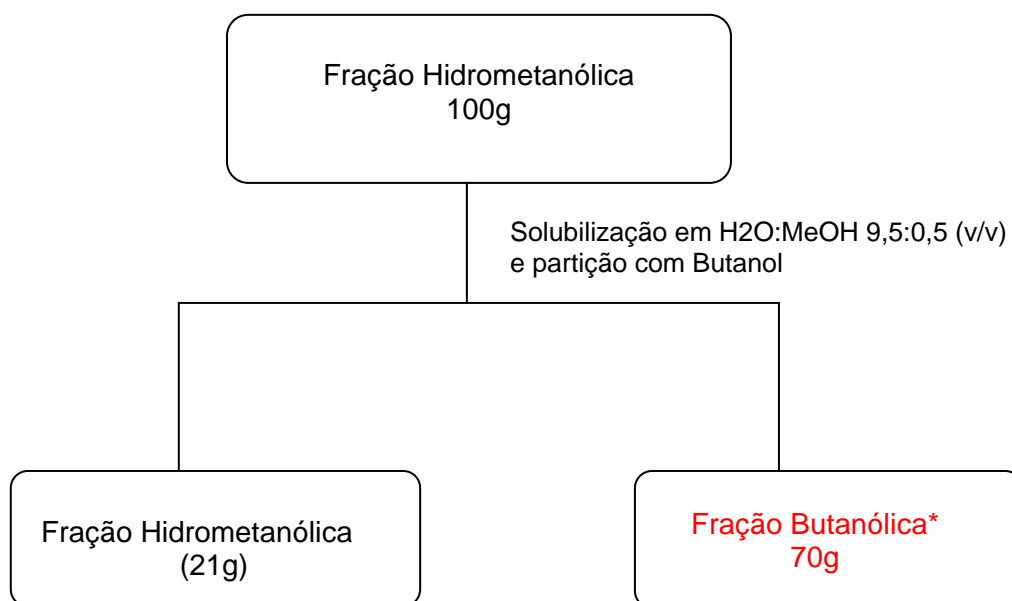 Fração Hidrometanólica
100g
Solubilização em H2O:MeOH 9,5:0,5 (v/v)
e partição com Butanol
Fração Hidrometanólica
(21g)
Fração Butanólica*
70g